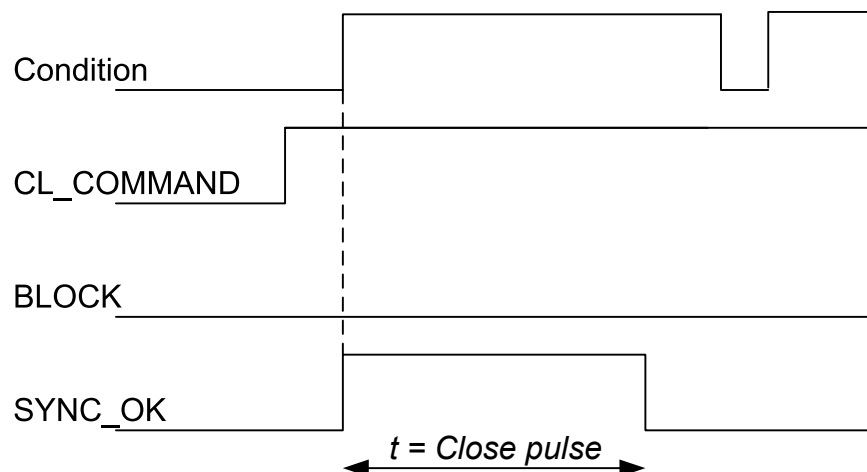 Condition
CL_COMMAND
BLOCK
SYNC_OK
t = Close pulse